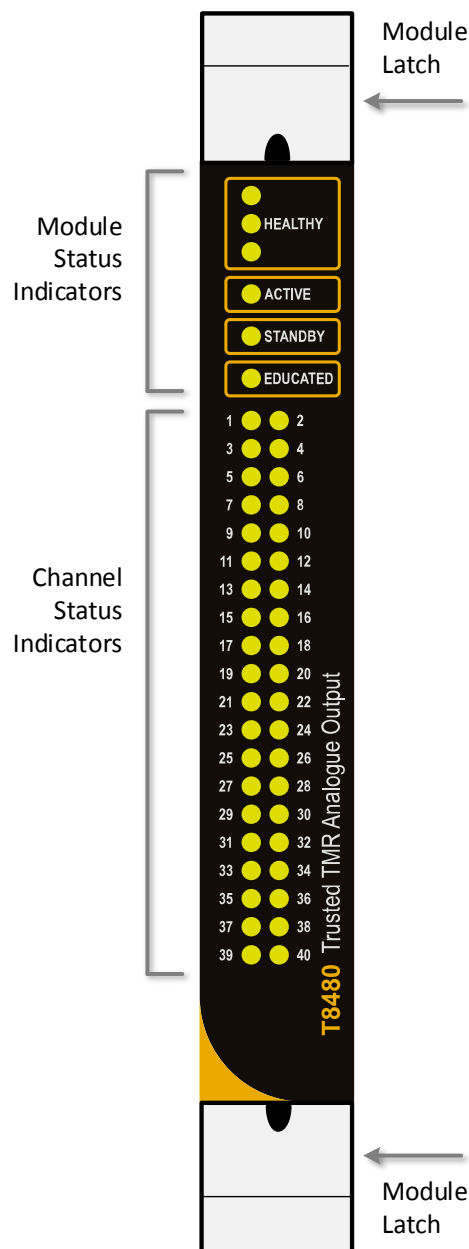 Module
Latch
Module
Status
Indicators
HEALTHY
ACTIVE
STANDBY
EDUCATED
1 2
3 4
5 6
7 8
9 10
11 12
13 14
15 16
17 18
19 20
21 22
23 24
25 26
27 28
29 30
31 32
33 34
35 36
37 38
39 40
Channel
Status
Indicators
T8480 Trusted TMR Analogue Output
Module
Latch